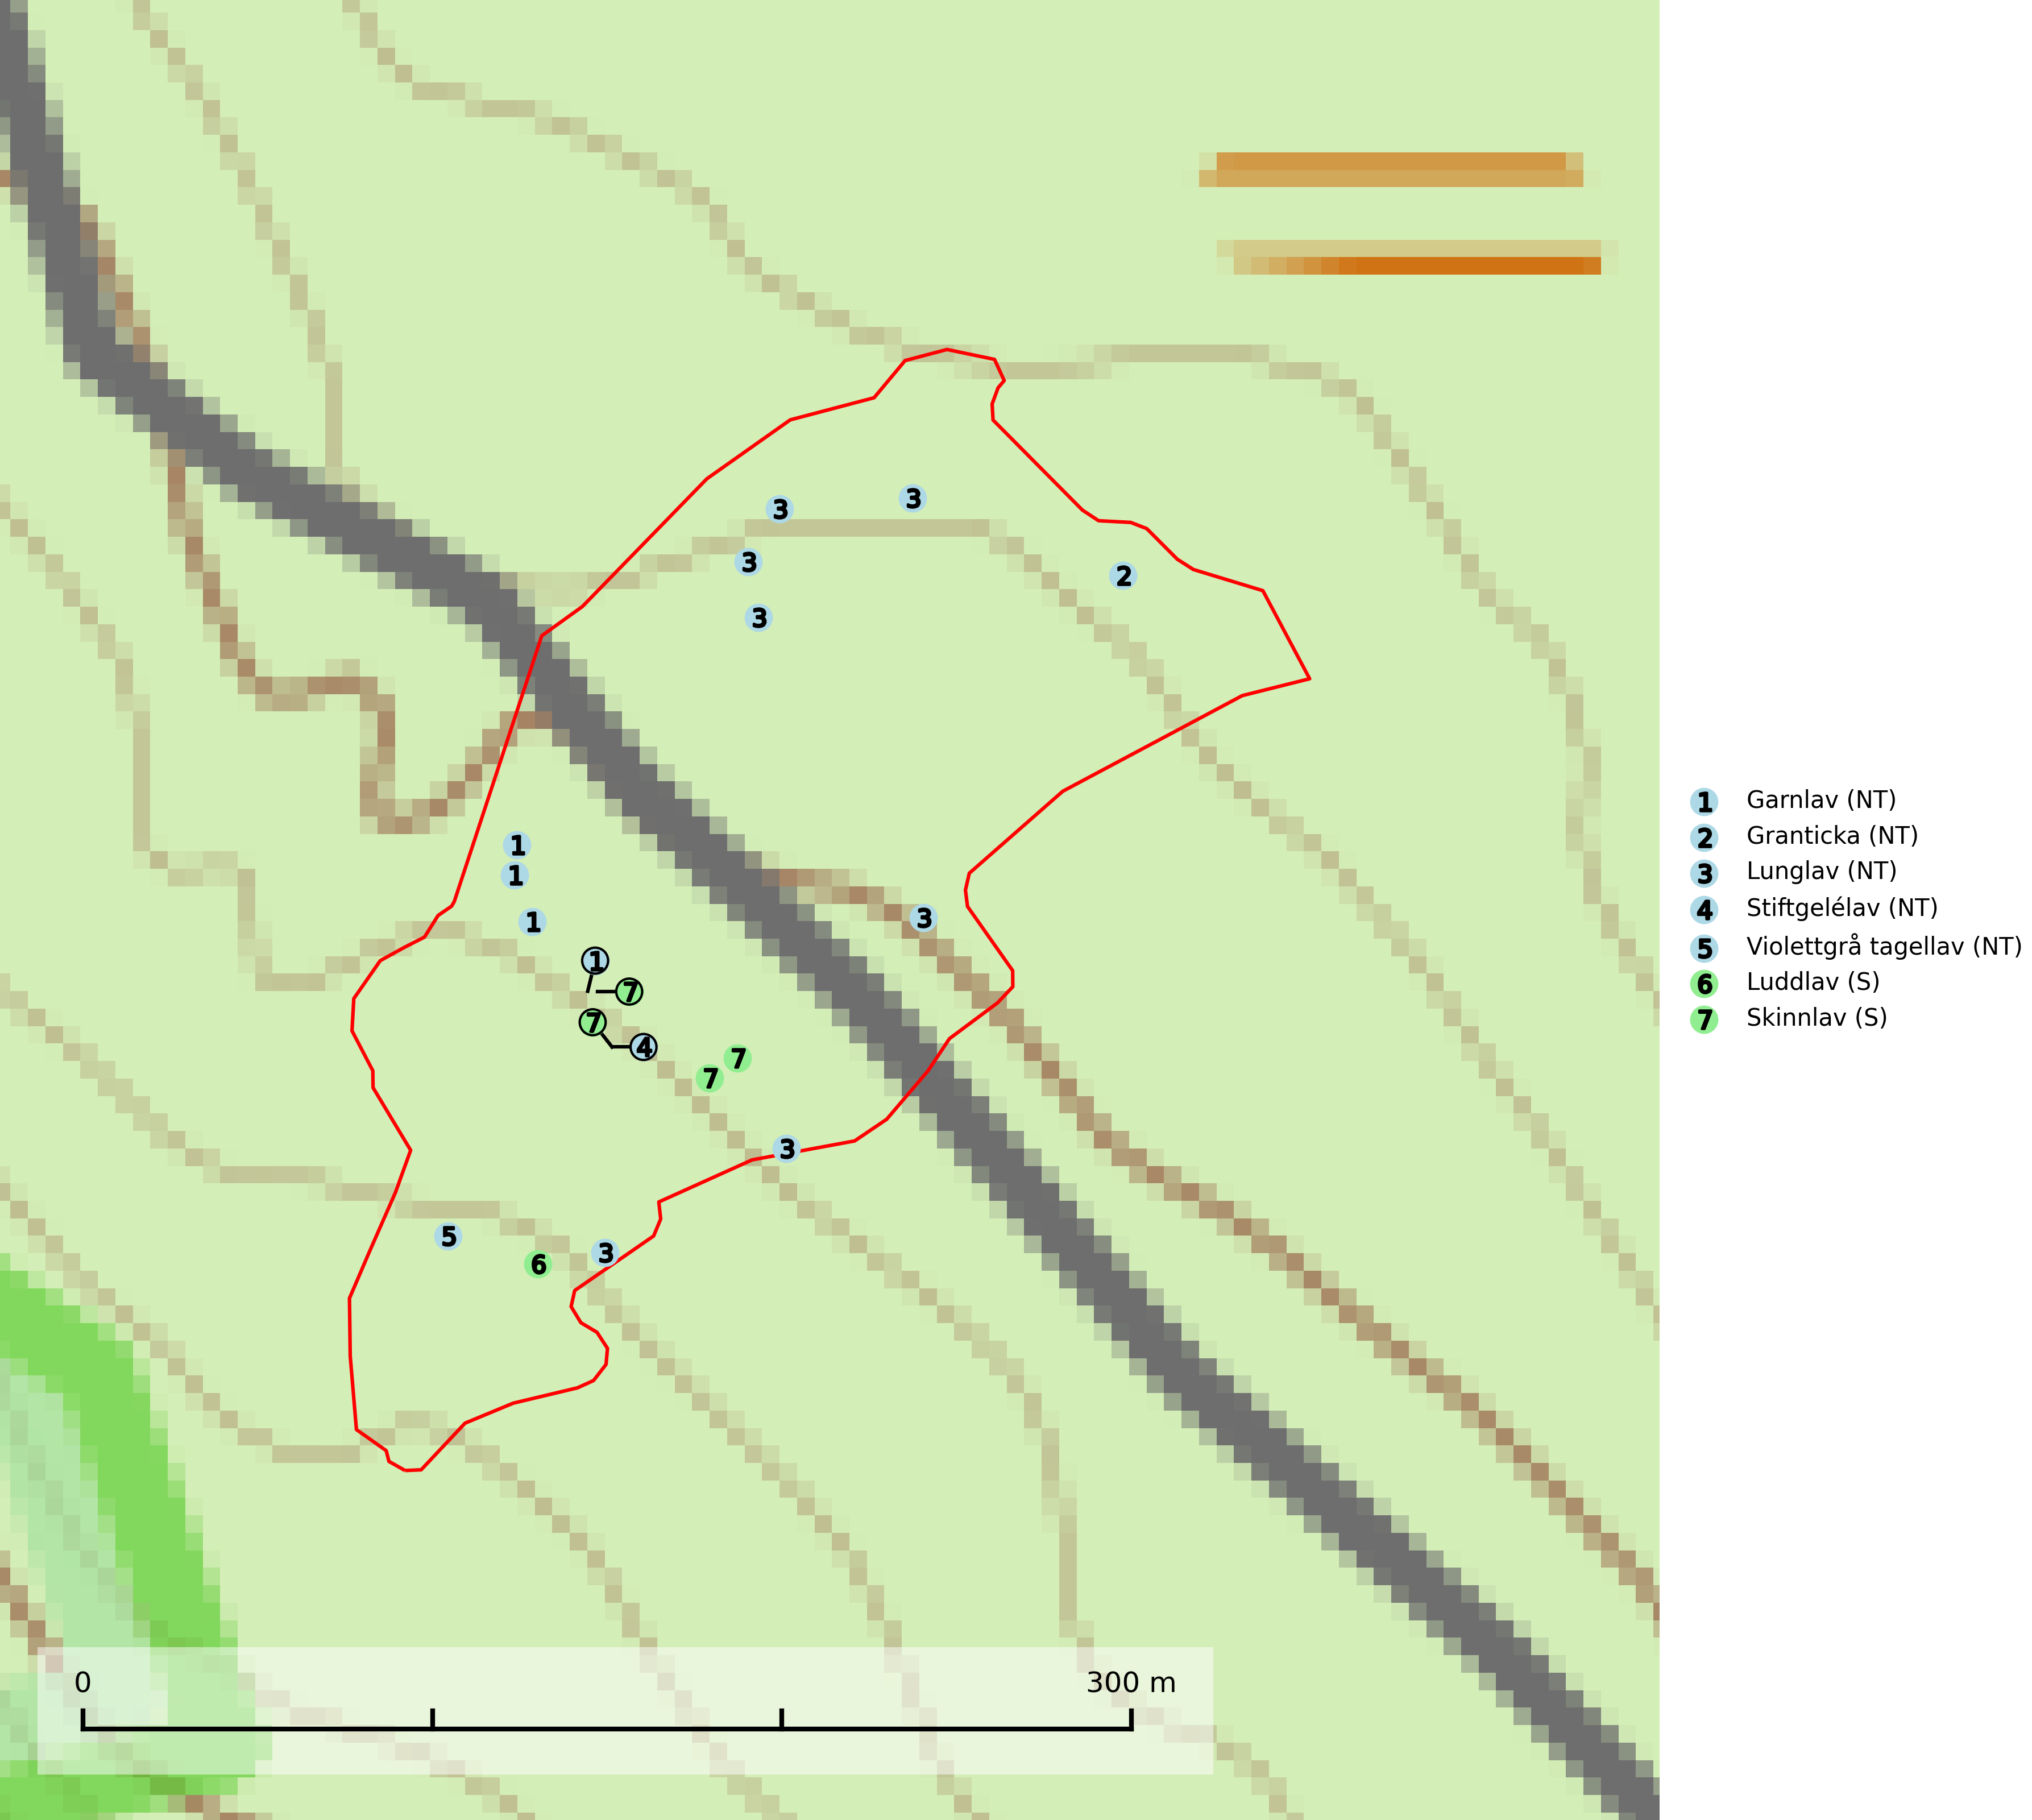 3
3
3
2
3
1
1
3
1
1
7
7
4
7
7
3
5
3
6
0
300 m
1 Garnlav (NT)
2 Granticka (NT)
3 Lunglav (NT)
4 Stiftgelélav (NT)
5 Violettgrå tagellav (NT)
6 Luddlav (S)
7 Skinnlav (S)